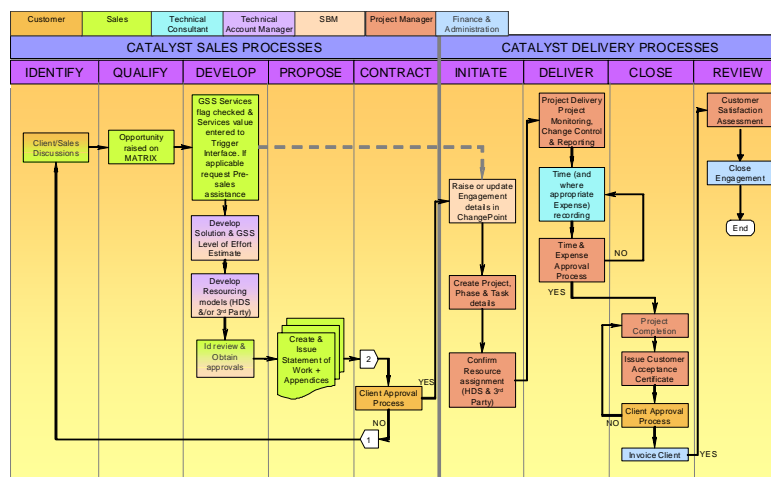 Customer
Sales
Technical
Consultant
Technical
Account Manager
SBM
Project Manager
Finance &
Administration
CATALYST SALES PROCESSES
CATALYST DELIVERY PROCESSES
IDENTIFY
QUALIFY
DEVELOP
PROPOSE
CONTRACT
INITIATE
DELIVER
CLOSE
REVIEW
Client/Sales
Discussions
Opportunity
raised on
MATRIX
GSS Services
flag checked &
Services value
entered to
Trigger
Interface. If
applicable
request Pre-
sales
assistance
Develop
Solution & GSS
Level of Effort
Estimate
Develop
Resourcing
models (HDS
&/or 3rd Party)
Id review &
Obtain
approvals
Create &
Issue
Statement of
Work +
Appendices
2
Client Approval
Process
YES
NO
1
Raise or update
Engagement
details in
ChangePoint
Create Project,
Phase & Task
details
Confirm
Resource
assignment
(HDS & 3rd
Party)
Project Delivery
Project
Monitoring,
Change Control
& Reporting
Time (and
where
appropriate
Expense)
recording
Time &
Expense
Approval
Process
NO
YES
Project
Completion
Issue Customer
Acceptance
Certificate
Client Approval
Process
NO
Invoice Client
YES
Customer
Satisfaction
Assessment
Close
Engagement
End